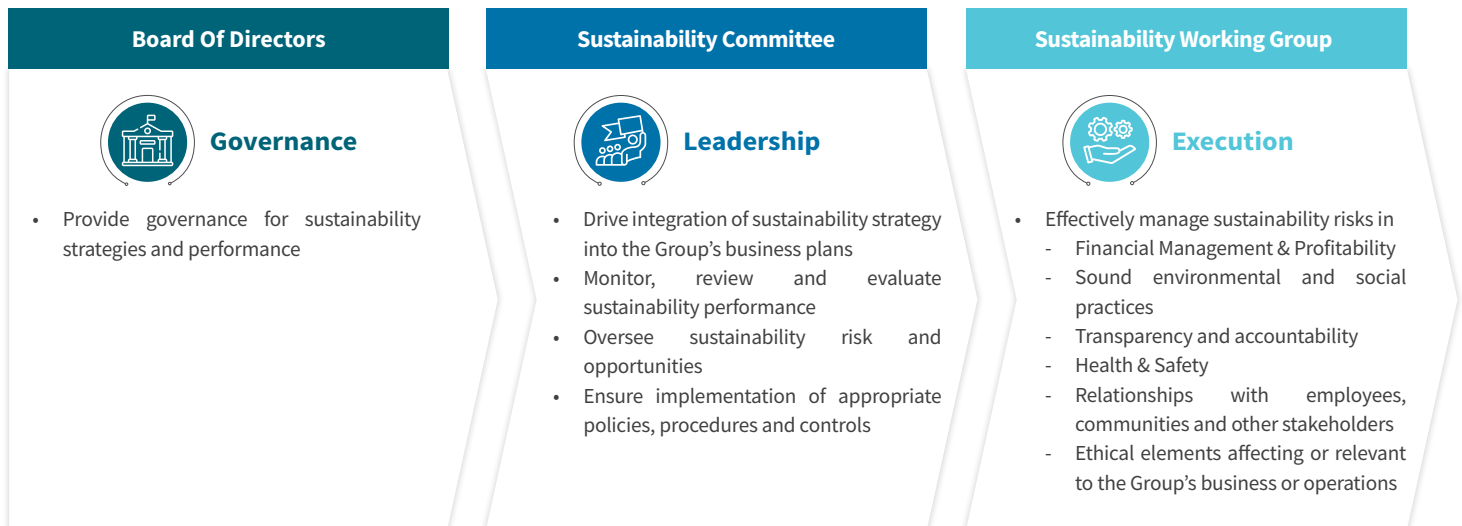 Board Of Directors
Governance
• Provide governance for sustainability
strategies and performance
Sustainability Committee
Leadership
• Drive integration of sustainability strategy
into the Group’s business plans
• Monitor, review and evaluate
sustainability performance
• Oversee sustainability risk and
opportunities
• Ensure implementation of appropriate
policies, procedures and controls
Sustainability Working Group
Execution
• Effectively manage sustainability risks in
- Financial Management & Profitability
- Sound environmental and social
practices
- Transparency and accountability
- Health & Safety
- Relationships with employees,
communities and other stakeholders
- Ethical elements affecting or relevant
to the Group’s business or operations